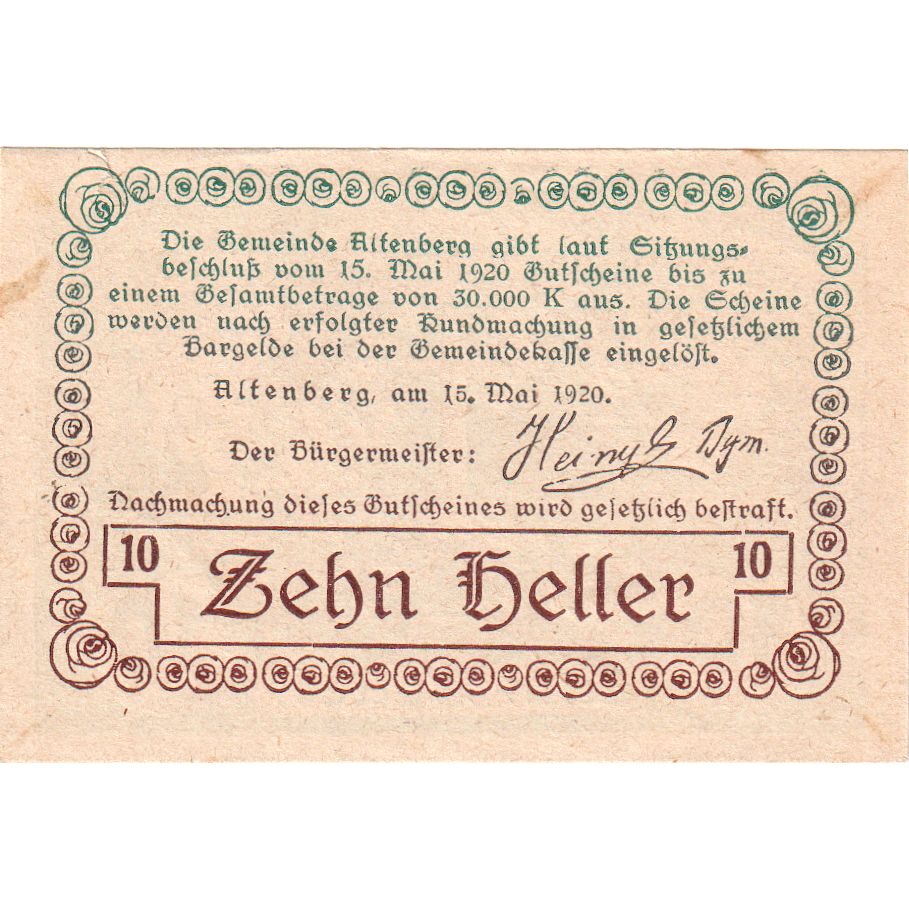 Die Gemeinde Altenberg gibt laut Sitzungs-
beschluß vom 15. Mai 1920 Gutscheine bis zu
einem Gesamtbetrage von 30.000 K aus. Die Scheine
werden nach erfolgter Kundmachung in gesetzlichem
Bargelde bei der Gemeindekasse eingelöst.
Altenberg, am 15. Mai 1920.
Der Bürgermeister:
Nachmachung dieses Gutscheines wird gesetzlich bestraft.
10 Zehn Heller 10